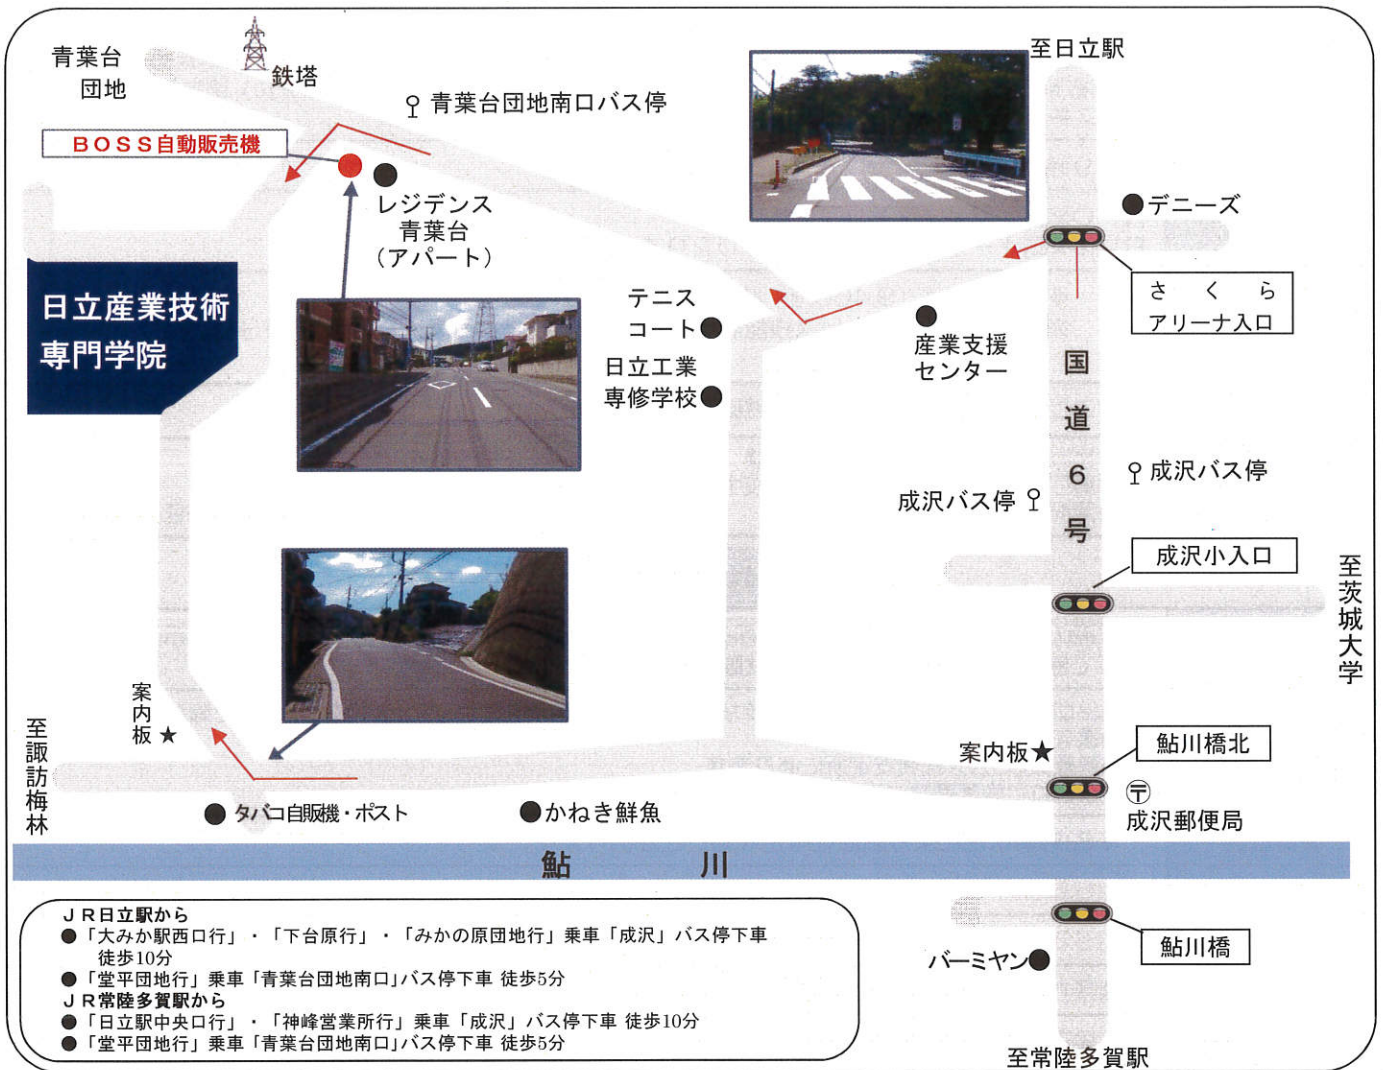 青葉台
団地
鉄塔
青葉台団地南口バス停
至日立駅
BOSS自動販売機
レジデンス
青葉台
（アパート）
デニーズ
さくら
アリーナ入口
日立産業技術
専門学院
テニス
コート
日立工業
専修学校
産業支援
センター
国道6号
成沢バス停
成沢バス停
成沢小入口
至茨城大学
案内板★
至諏訪梅林
案内板★
鮎川橋北
〒
成沢郵便局
●タバコ自販機・ポスト
●かねき鮮魚
鮎川
鮎川橋
バーミヤン●
至常陸多賀駅
JR日立駅から
●「大みか駅西口行」・「下台原行」・「みかの原団地行」乗車「成沢」バス停下車
徒歩10分
●「堂平団地行」乗車「青葉台団地南口」バス停下車 徒歩5分
JR常陸多賀駅から
●「日立駅中央口行」・「神峰営業所行」乗車「成沢」バス停下車 徒歩10分
●「堂平団地行」乗車「青葉台団地南口」バス停下車 徒歩5分